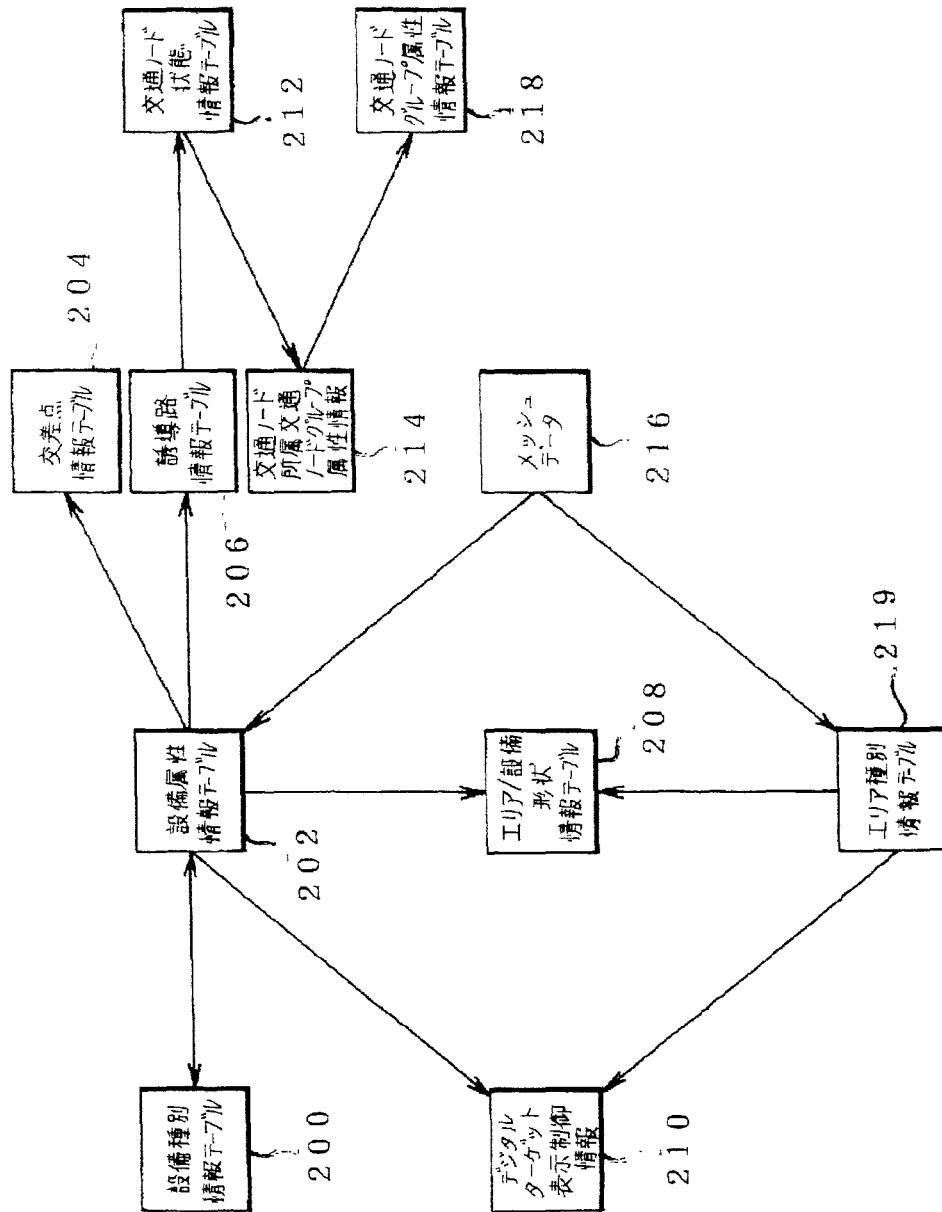 設備種別
情報テーブル
200
設備属性
情報テーブル
202
交差点
情報テーブル
204
誘導路
情報テーブル
206
交通ノード
状態
情報テーブル
212
交通ノード
所属交通
ノードグループ
属性情報
214
交通ノード
グループ属性
情報テーブル
218
デジタル
ターゲット
表示制御
情報
210
エリア/設備
形状
情報テーブル
208
メッシュ
データ
216
エリア種別
情報テーブル
219